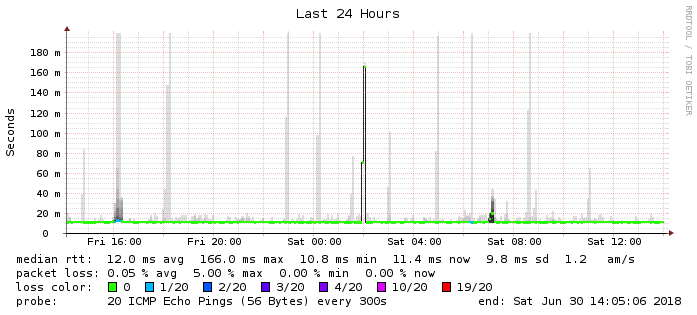 Last 24 Hours
RRDTOOL / TOBI OETIKER
Seconds
180 m
160 m
140 m
120 m
100 m
80 m
60 m
40 m
20 m
0
Fri 16:00 Fri 20:00 Sat 00:00 Sat 04:00 Sat 08:00 Sat 12:00
median rtt: 12.0 ms avg 166.0 ms max 10.8 ms min 11.4 ms now 9.8 ms sd 1.2 am/s
packet loss: 0.05 % avg 5.00 % max 0.00 % min 0.00 % now
loss color: 0 1/20 2/20 3/20 4/20 10/20 19/20
probe: 20 ICMP Echo Pings (56 Bytes) every 300s end: Sat Jun 30 14:05:06 2018